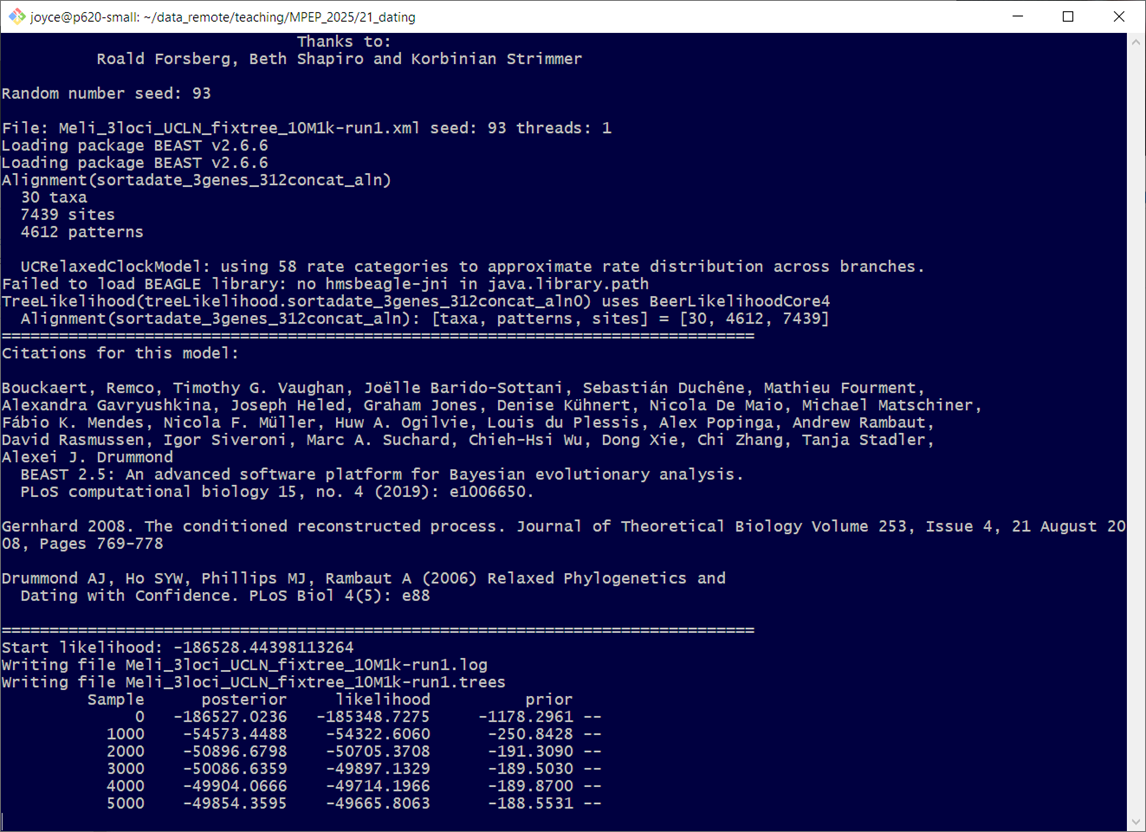 joyce@p620-small: ~/data_remote/teaching/MPEP_2025/21_dating
Thanks to:
Roald Forsberg, Beth Shapiro and Korbinian Strimmer
Random number seed: 93
File: Meli_3loci_UCLN_fixtree_10M1k-run1.xml seed: 93 threads: 1
Loading package BEAST v2.6.6
Loading package BEAST v2.6.6
Alignment(sortadate_3genes_312concat_aln)
30 taxa
7439 sites
4612 patterns
UCRelaxedClockModel: using 58 rate categories to approximate rate distribution across branches.
Failed to load BEAGLE library: no hmsbeagle-jni in java.library.path
TreeLikelihood(treeLikelihood.sortadate_3genes_312concat_aln0) uses BeerLikelihoodCore4
Alignment(sortadate_3genes_312concat_aln): [taxa, patterns, sites] = [30, 4612, 7439]
===============================================================================
Citations for this model:
Bouckaert, Remco, Timothy G. Vaughan, Joëlle Barido-Sottani, Sebastián Duchêne, Mathieu Fourment,
Alexandra Gavryushkina, Joseph Heled, Graham Jones, Denise Kühnert, Nicola De Maio, Michael Matschiner,
Fábio K. Mendes, Nicola F. Müller, Huw A. Ogilvie, Louis du Plessis, Alex Popinga, Andrew Rambaut,
David Rasmussen, Igor Siveroni, Marc A. Suchard, Chieh-Hsi Wu, Dong Xie, Chi Zhang, Tanja Stadler,
Alexei J. Drummond
BEAST 2.5: An advanced software platform for Bayesian evolutionary analysis.
PLoS computational biology 15, no. 4 (2019): e1006650.
Gernhard 2008. The conditioned reconstructed process. Journal of Theoretical Biology Volume 253, Issue 4, 21 August 20
08, Pages 769-778
Drummond AJ, Ho SYW, Phillips MJ, Rambaut A (2006) Relaxed Phylogenetics and
Dating with Confidence. PLoS Biol 4(5): e88
===============================================================================
Start likelihood: -186528.44398113264
Writing file Meli_3loci_UCLN_fixtree_10M1k-run1.log
Writing file Meli_3loci_UCLN_fixtree_10M1k-run1.trees
Sample posterior likelihood prior
0 -186527.0236 -185348.7275 -1178.2961 --
1000 -54573.4488 -54322.6060 -250.8428 --
2000 -50896.6798 -50705.3708 -191.3090 --
3000 -50086.6359 -49897.1329 -189.5030 --
4000 -49904.0666 -49714.1966 -189.8700 --
5000 -49854.3595 -49665.8063 -188.5531 --